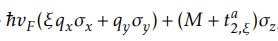 - ħv_F(ξq_xσ_x + q_yσ_y) + (M + t^a_{2,ξ})σ_z